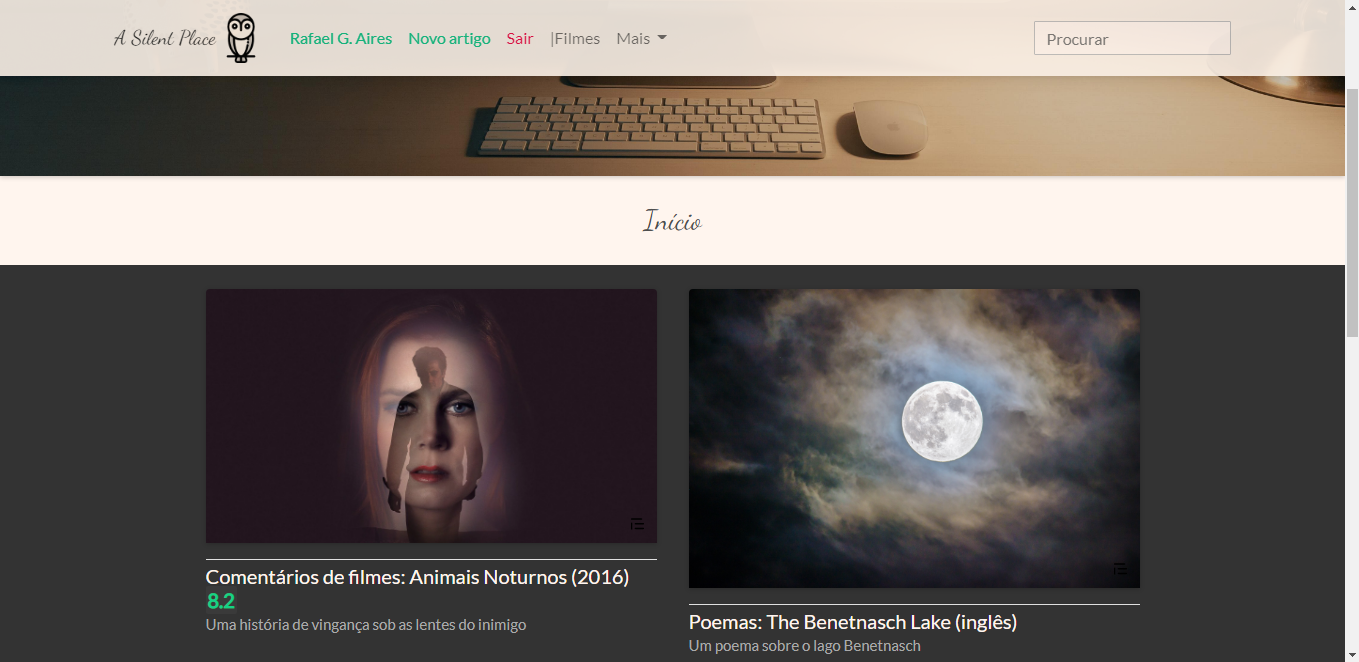 A Silent Place
Rafael G. Aires Novo artigo Sair |Filmes Mais
Procurar
Início
Comentários de filmes: Animais Noturnos (2016)
8.2
Uma história de vingança sob as lentes do inimigo
Poemas: The Benetnasch Lake (inglês)
Um poema sobre o lago Benetnasch